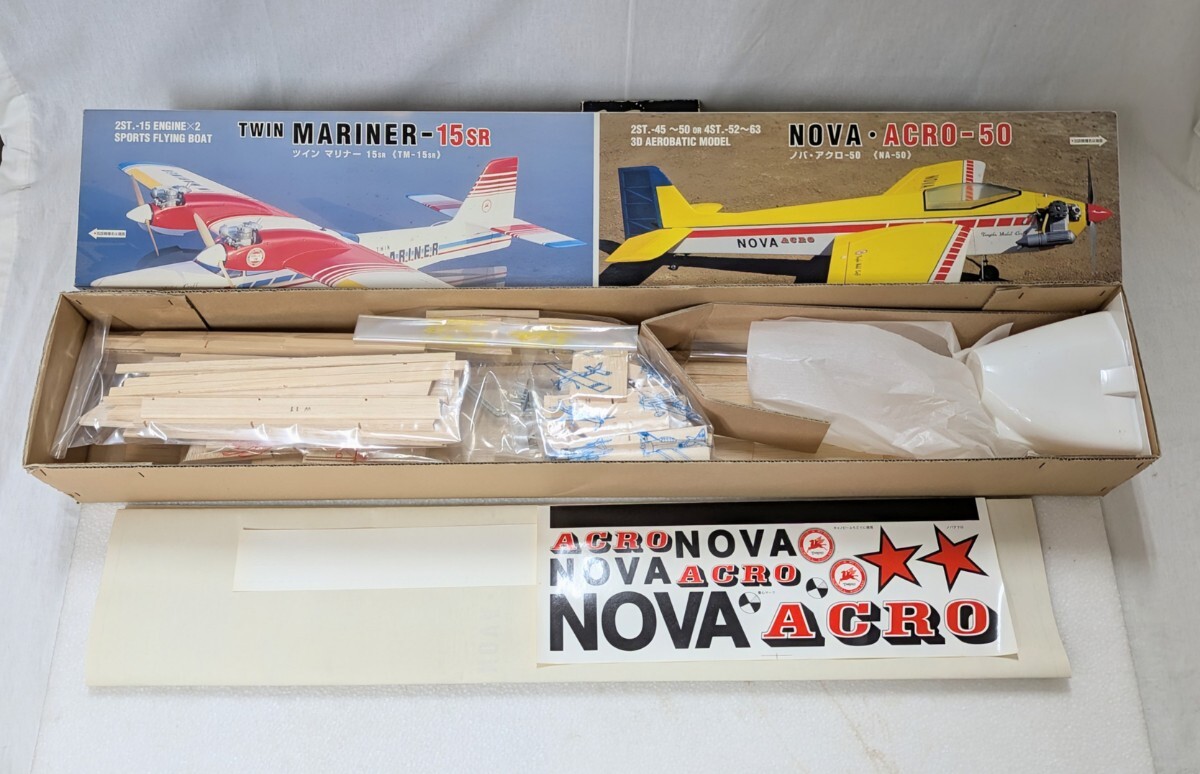 2ST.-15 ENGINE×2
SPORTS FLYING BOAT
TWIN MARINER-15SR
ツイン マリナー 15SR 〈TM-15SR〉
MARINER
2ST.-45 ~50 OR 4ST.-52~63
3D AEROBATIC MODEL
NOVA・ACRO-50
ノバ・アクロ-50 〈NA-50〉
NOVA ACRO
ACRO NOVA
NOVA ACRO
NOVA ACRO